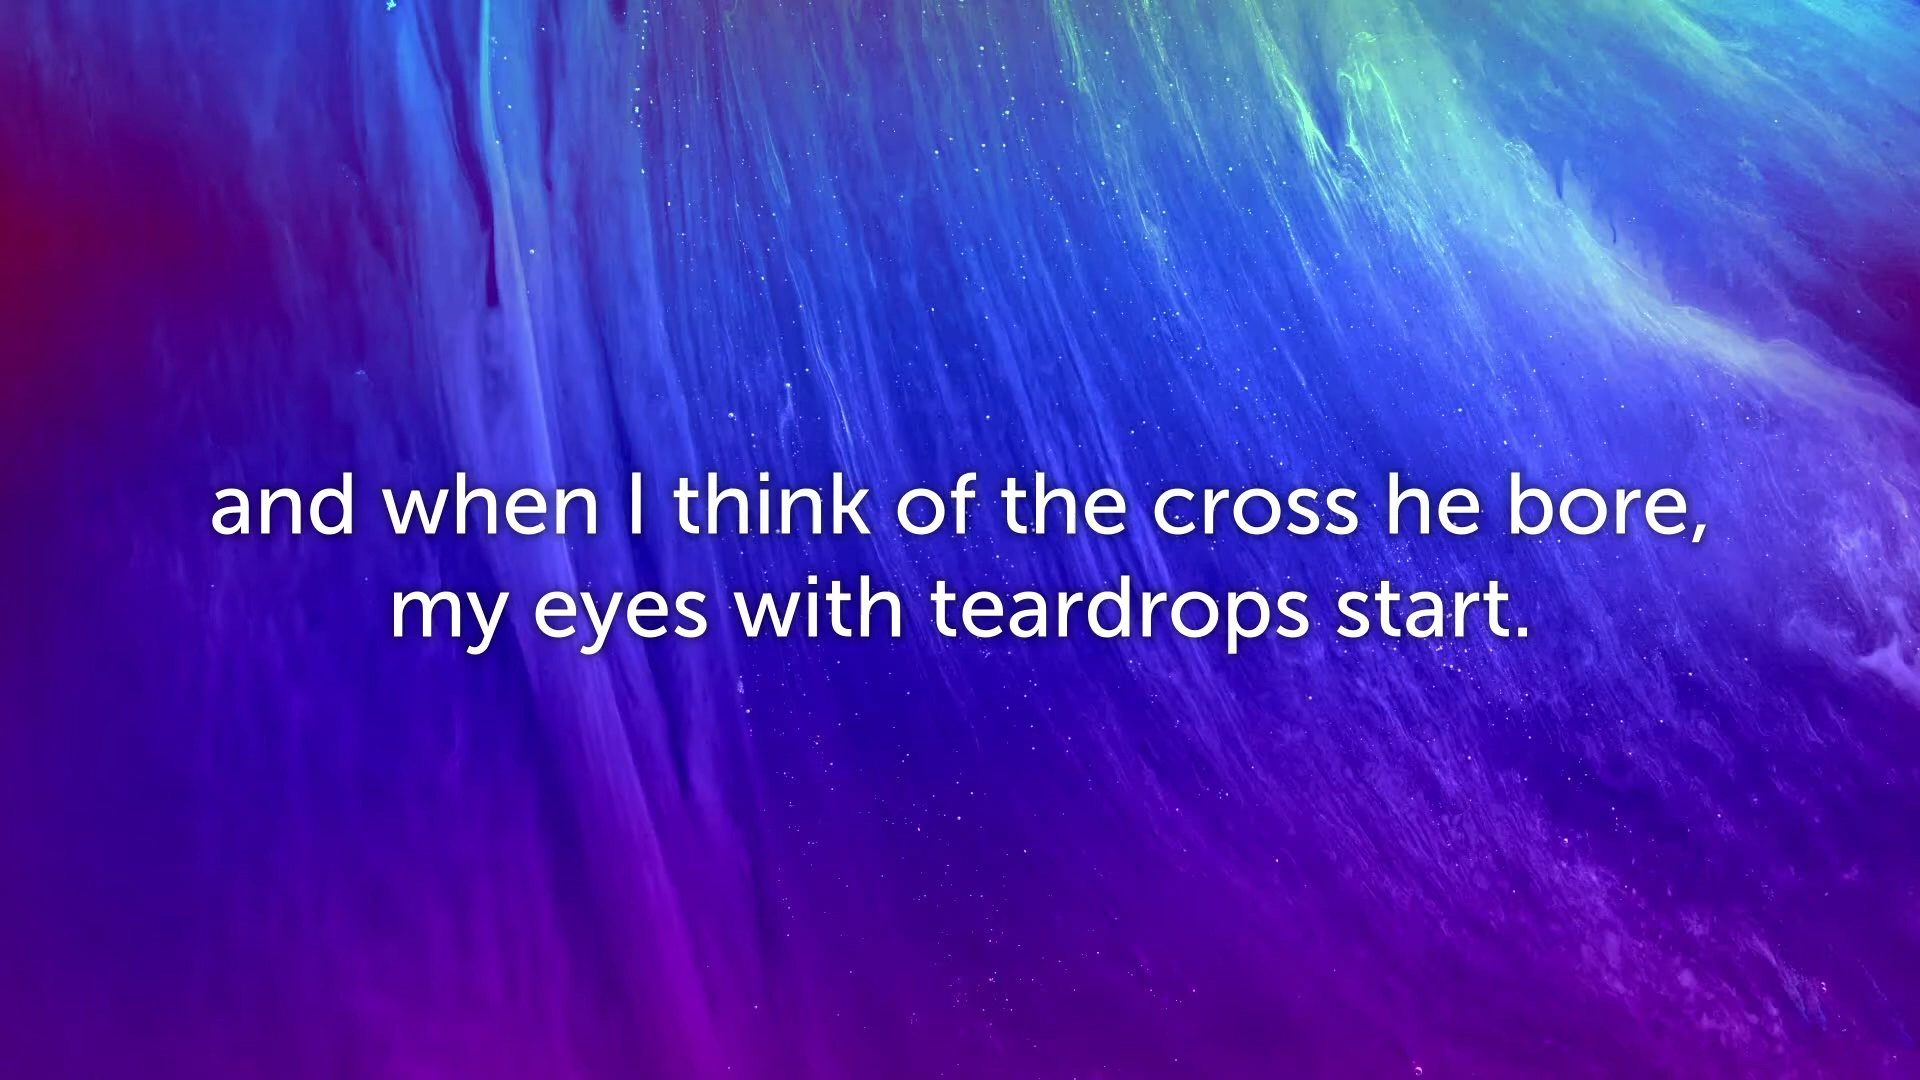 and when I think of the cross he bore,
my eyes with teardrops start.